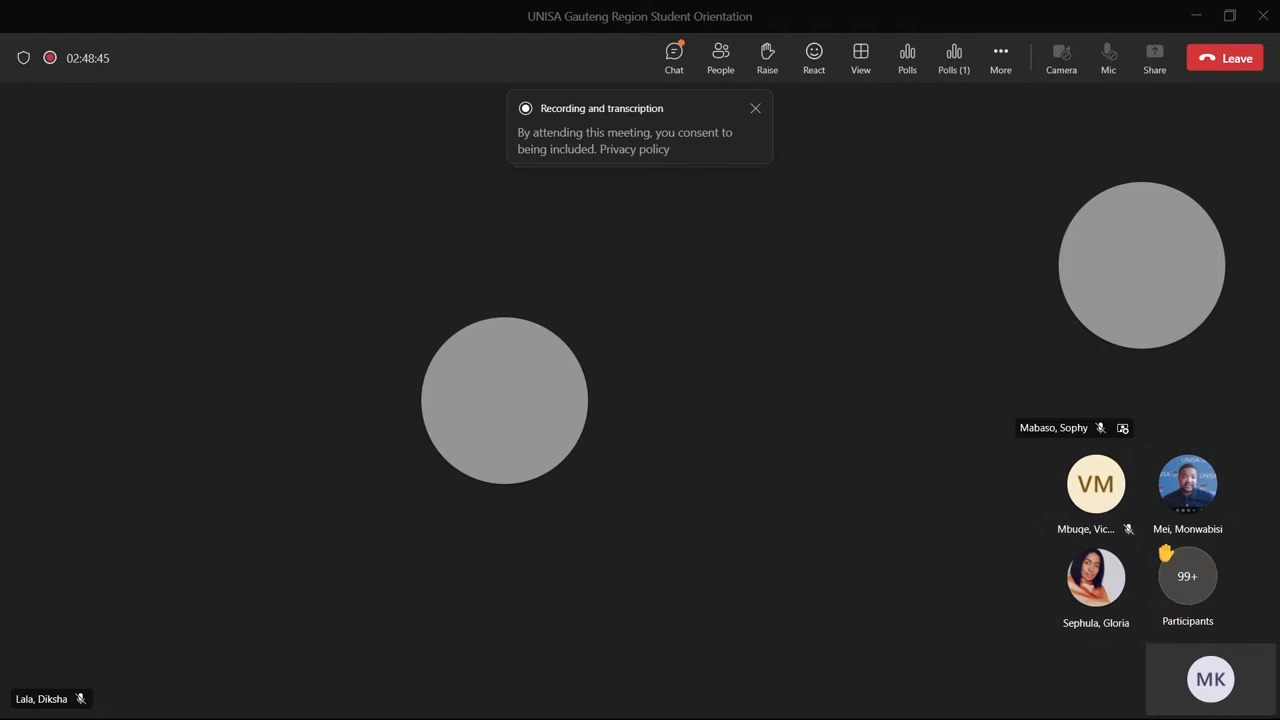 UNISA Gauteng Region Student Orientation
02:48:45
Chat
People
Raise
React
View
Polls
Polls (1)
More
Camera
Mic
Share
Leave
Recording and transcription
By attending this meeting, you consent to
being included. Privacy policy
Mabaso, Sophy
VM
Mbuqe, Vic...
Mei, Monwabisi
Sephula, Gloria
99+
Participants
MK
Lala, Diksha